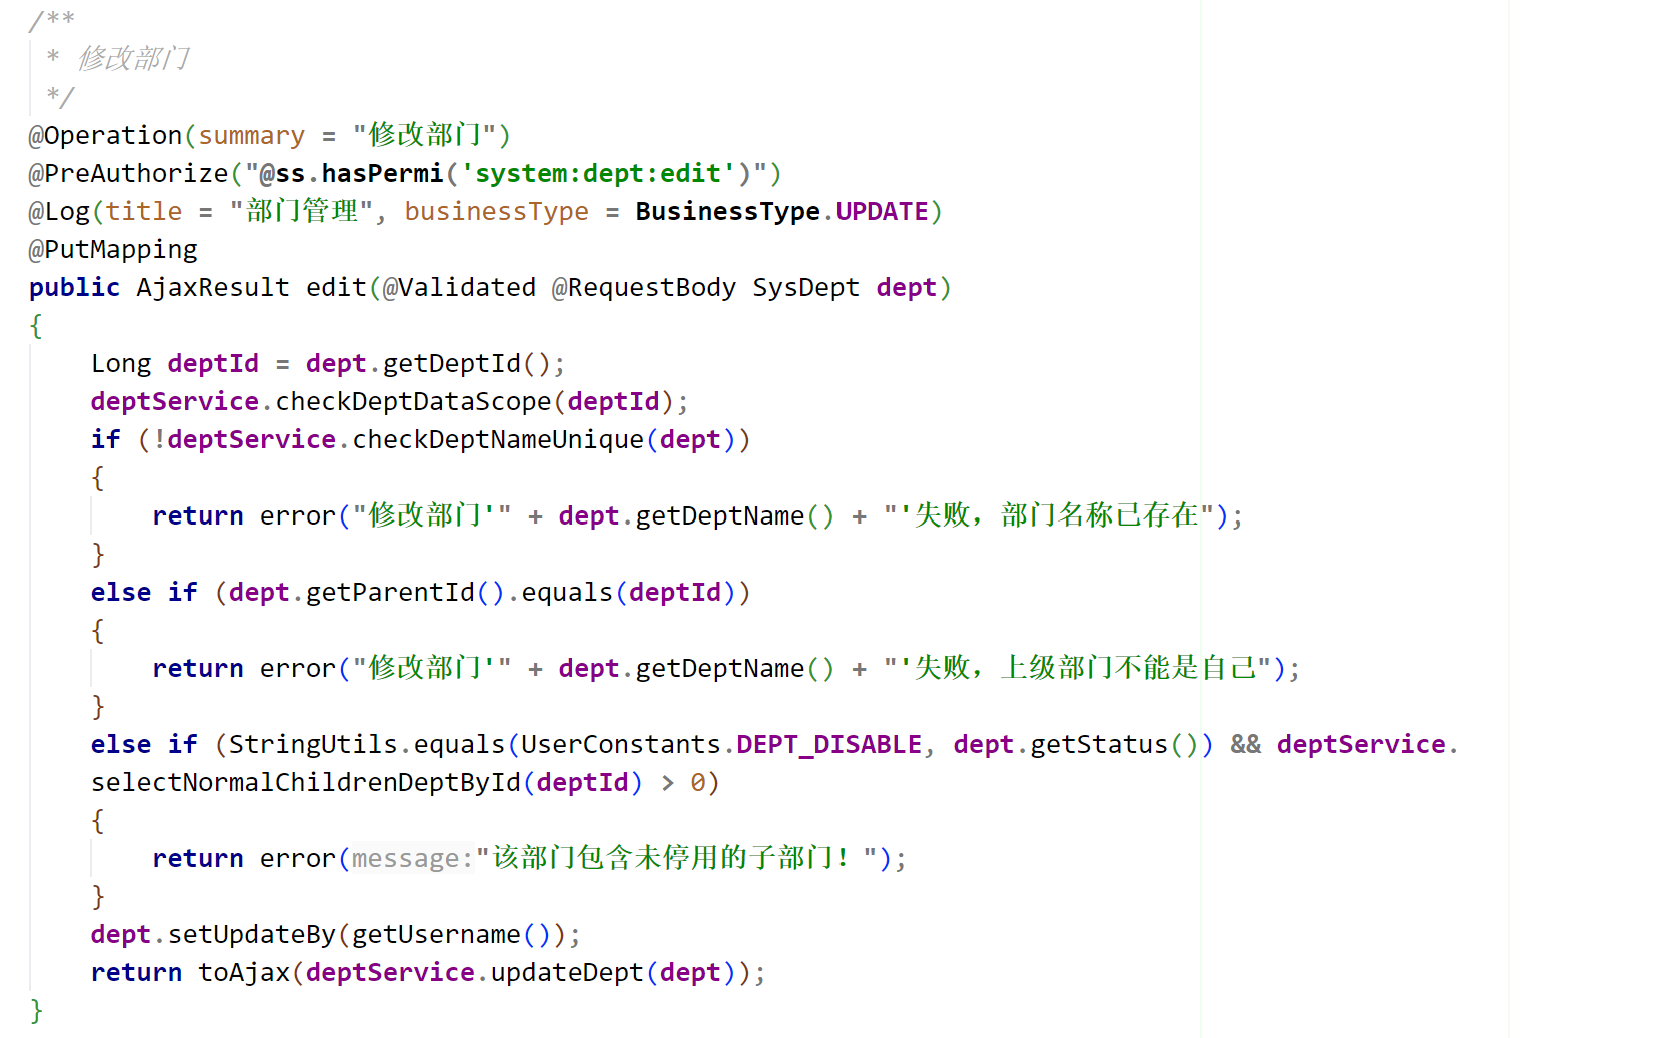 /**
 * 修改部门
 */
@Operation(summary = "修改部门")
@PreAuthorize("@ss.hasPermi('system:dept:edit')")
@Log(title = "部门管理", businessType = BusinessType.UPDATE)
@PutMapping
public AjaxResult edit(@Validated @RequestBody SysDept dept)
{
    Long deptId = dept.getDeptId();
    deptService.checkDeptDataScope(deptId);
    if (!deptService.checkDeptNameUnique(dept))
    {
        return error("修改部门'" + dept.getDeptName() + "'失败，部门名称已存在");
    }
    else if (dept.getParentId().equals(deptId))
    {
        return error("修改部门'" + dept.getDeptName() + "'失败，上级部门不能是自己");
    }
    else if (StringUtils.equals(UserConstants.DEPT_DISABLE, dept.getStatus()) && deptService.
    selectNormalChildrenDeptById(deptId) > 0)
    {
        return error(message:"该部门包含未停用的子部门！");
    }
    dept.setUpdateBy(getUsername());
    return toAjax(deptService.updateDept(dept));
}